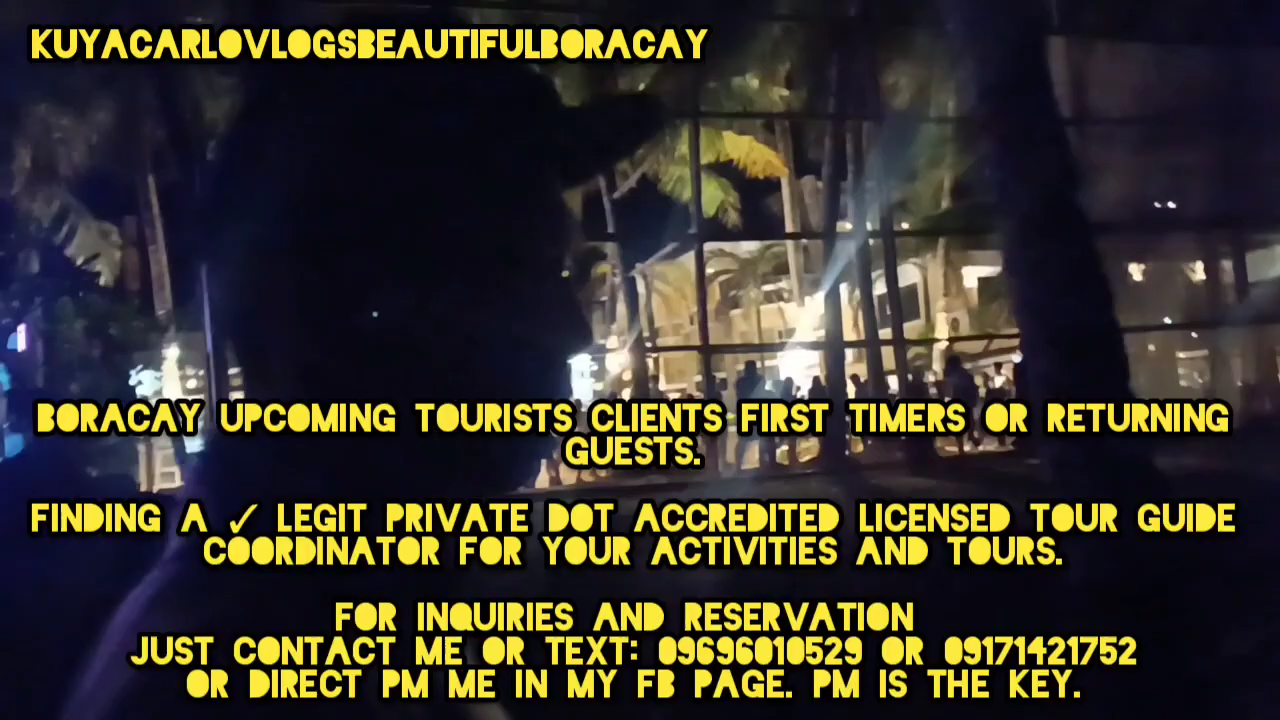 KUYACARLOVLOGSBEAUTIFULBORACAY
BORACAY UPCOMING TOURISTS CLIENTS FIRST TIMERS OR RETURNING
GUESTS.
FINDING A ✓ LEGIT PRIVATE DOT ACCREDITED LICENSED TOUR GUIDE
COORDINATOR FOR YOUR ACTIVITIES AND TOURS.
FOR INQUIRIES AND RESERVATION
JUST CONTACT ME OR TEXT: 09696010529 OR 09171421752
OR DIRECT PM ME IN MY FB PAGE. PM IS THE KEY.